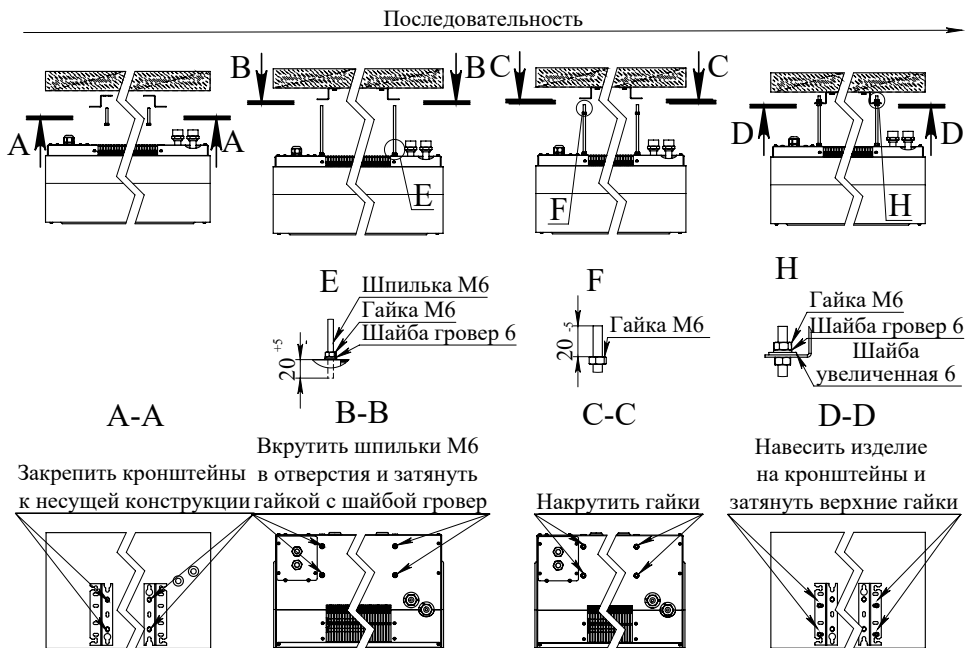 Последовательность
B
B
C
C
A
A
D
D
E
F
H
E
Шпилька М6
Гайка М6
Шайба гровер 6
20 +5
F
Гайка М6
20 -5
H
Гайка М6
Шайба гровер 6
Шайба
увеличенная 6
A-A
B-B
C-C
D-D
Закрепить кронштейны
к несущей конструкции
Вкрутить шпильки М6
в отверстия и затянуть
гайкой с шайбой гровер
Накрутить гайки
Навесить изделие
на кронштейны и
затянуть верхние гайки